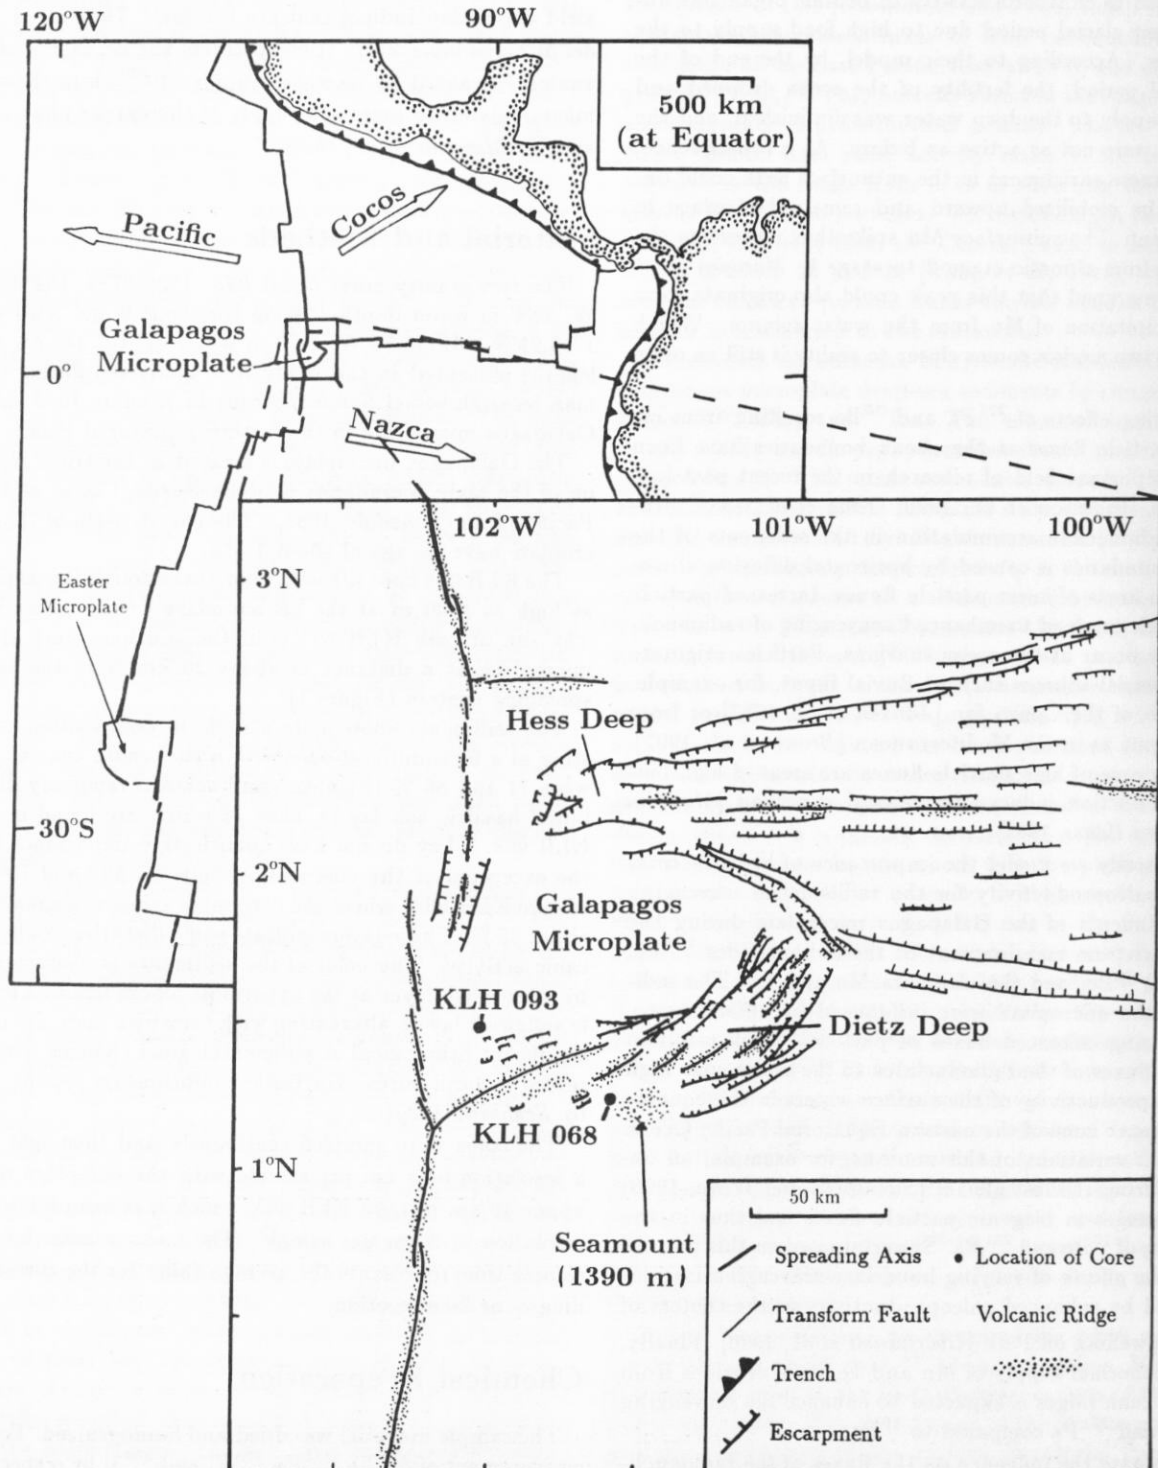 120°W
90°W
500 km
(at Equator)
Pacific
Cocos
Galapagos
Microplate
0°
Nazca
102°W
101°W
100°W
3°N
Easter
Microplate
Hess Deep
30°S
2°N
Galapagos
Microplate
KLH 093
Dietz Deep
KLH 068
1°N
50 km
Seamount
(1390 m)
Spreading Axis
Location of Core
Transform Fault
Volcanic Ridge
Trench
Escarpment